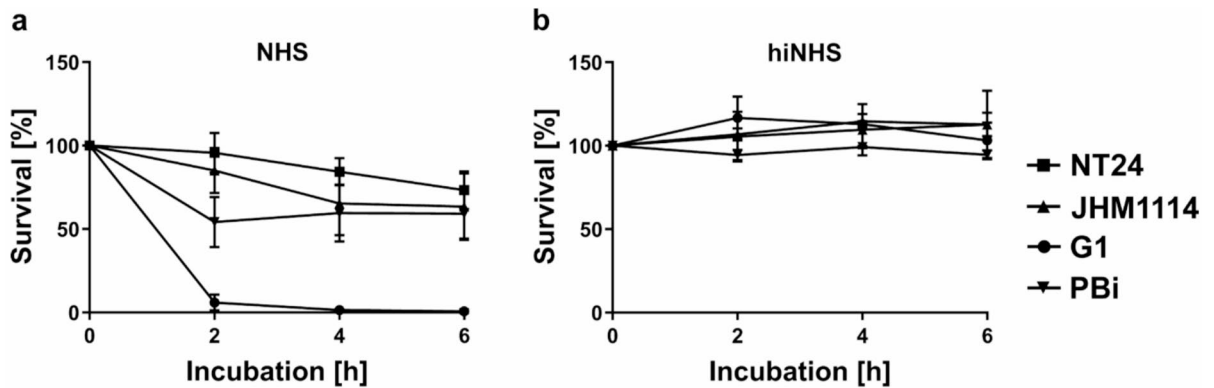 a
NHS
150
100
50
0
Survival [%]
0 2 4 6
Incubation [h]
b
hiNHS
150
100
50
0
Survival [%]
0 2 4 6
Incubation [h]
NT24
JHM1114
G1
PBi